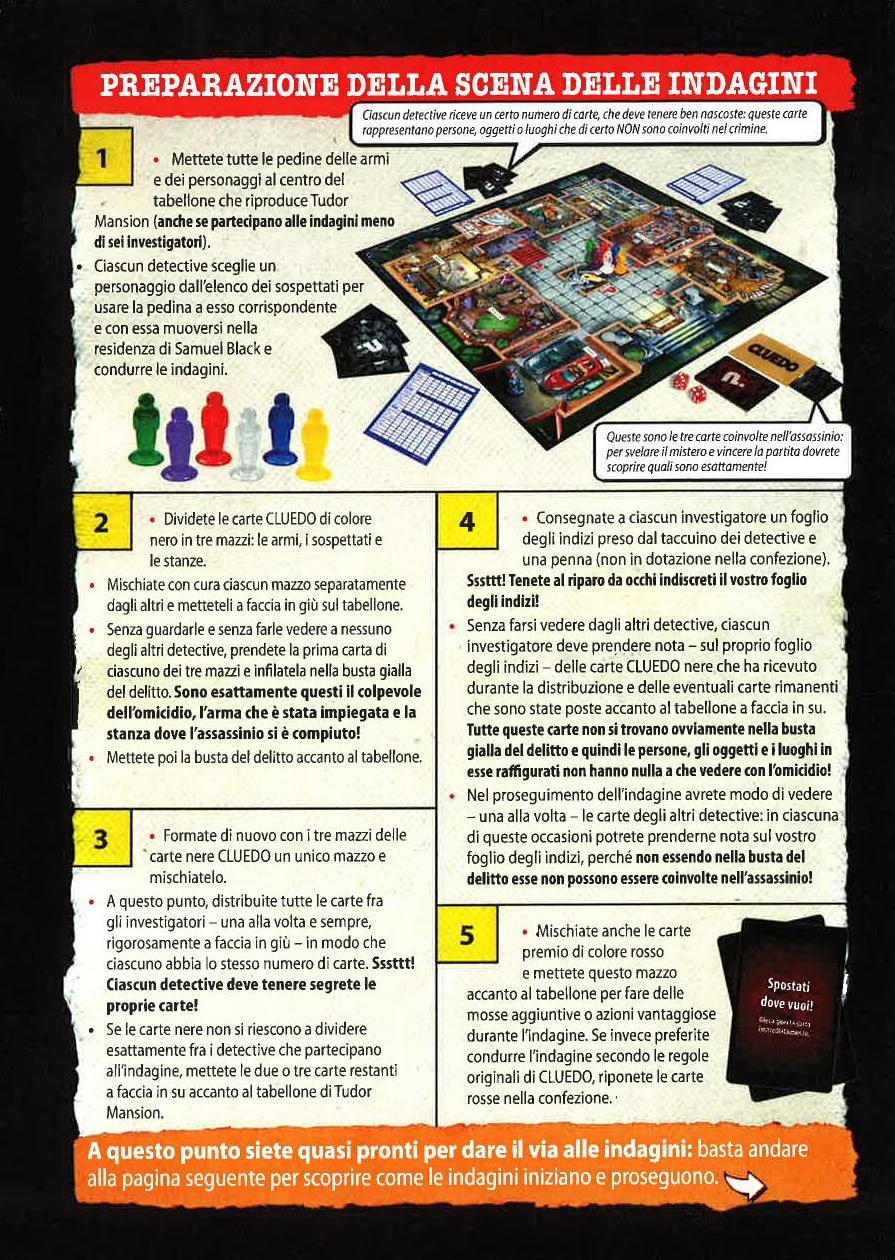 PREPARAZIONE DELLA SCENA DELLE INDAGINI
Ciascun detective riceve un certo numero di carte, che deve tenere ben nascoste: queste carte
rappresentano persone, oggetti o luoghi che di certo NON sono coinvolti nel crimine.
1
• Mettete tutte le pedine delle armi
e dei personaggi al centro del
tabellone che riproduce Tudor
Mansion (anche se partecipano alle indagini meno
di sei investigatori).
• Ciascun detective sceglie un
personaggio dall'elenco dei sospettati per
usare la pedina a esso corrispondente
e con essa muoversi nella
residenza di Samuel Black e
condurre le indagini.
CLUEDO
Queste sono le tre carte coinvolte nell'assassinio:
per svelare il mistero e vincere la partita dovrete
scoprire quali sono esattamente!
2
• Dividete le carte CLUEDO di colore
nero in tre mazzi: le armi, i sospettati e
le stanze.
• Mischiate con cura ciascun mazzo separatamente
dagli altri e metteteli a faccia in giù sul tabellone.
• Senza guardarle e senza farle vedere a nessuno
degli altri detective, prendete la prima carta di
ciascuno dei tre mazzi e infilatela nella busta gialla
del delitto. Sono esattamente questi il colpevole
dell'omicidio, l'arma che è stata impiegata e la
stanza dove l'assassinio si è compiuto!
• Mettete poi la busta del delitto accanto al tabellone.
3
• Formate di nuovo con i tre mazzi delle
carte nere CLUEDO un unico mazzo e
mischiatelo.
• A questo punto, distribuite tutte le carte fra
gli investigatori – una alla volta e sempre,
rigorosamente a faccia in giù – in modo che
ciascuno abbia lo stesso numero di carte. Sssttt!
Ciascun detective deve tenere segrete le
proprie carte!
• Se le carte nere non si riescono a dividere
esattamente fra i detective che partecipano
all'indagine, mettete le due o tre carte restanti
a faccia in su accanto al tabellone di Tudor
Mansion.
4
• Consegnate a ciascun investigatore un foglio
degli indizi preso dal taccuino dei detective e
una penna (non in dotazione nella confezione).
Sssttt! Tenete al riparo da occhi indiscreti il vostro foglio
degli indizi!
• Senza farsi vedere dagli altri detective, ciascun
investigatore deve prendere nota – sul proprio foglio
degli indizi – delle carte CLUEDO nere che ha ricevuto
durante la distribuzione e delle eventuali carte rimanenti
che sono state poste accanto al tabellone a faccia in su.
Tutte queste carte non si trovano ovviamente nella busta
gialla del delitto e quindi le persone, gli oggetti e i luoghi in
esse raffigurati non hanno nulla a che vedere con l'omicidio!
• Nel proseguimento dell'indagine avrete modo di vedere
– una alla volta – le carte degli altri detective: in ciascuna
di queste occasioni potrete prenderne nota sul vostro
foglio degli indizi, perché non essendo nella busta del
delitto esse non possono essere coinvolte nell'assassinio!
5
• Mischiate anche le carte
premio di colore rosso
e mettete questo mazzo
accanto al tabellone per fare delle
mosse aggiuntive o azioni vantaggiose
durante l'indagine. Se invece preferite
condurre l'indagine secondo le regole
originali di CLUEDO, riponete le carte
rosse nella confezione.
Spostati
dove vuoi!
A questo punto siete quasi pronti per dare il via alle indagini: basta andare
alla pagina seguente per scoprire come le indagini iniziano e proseguono.